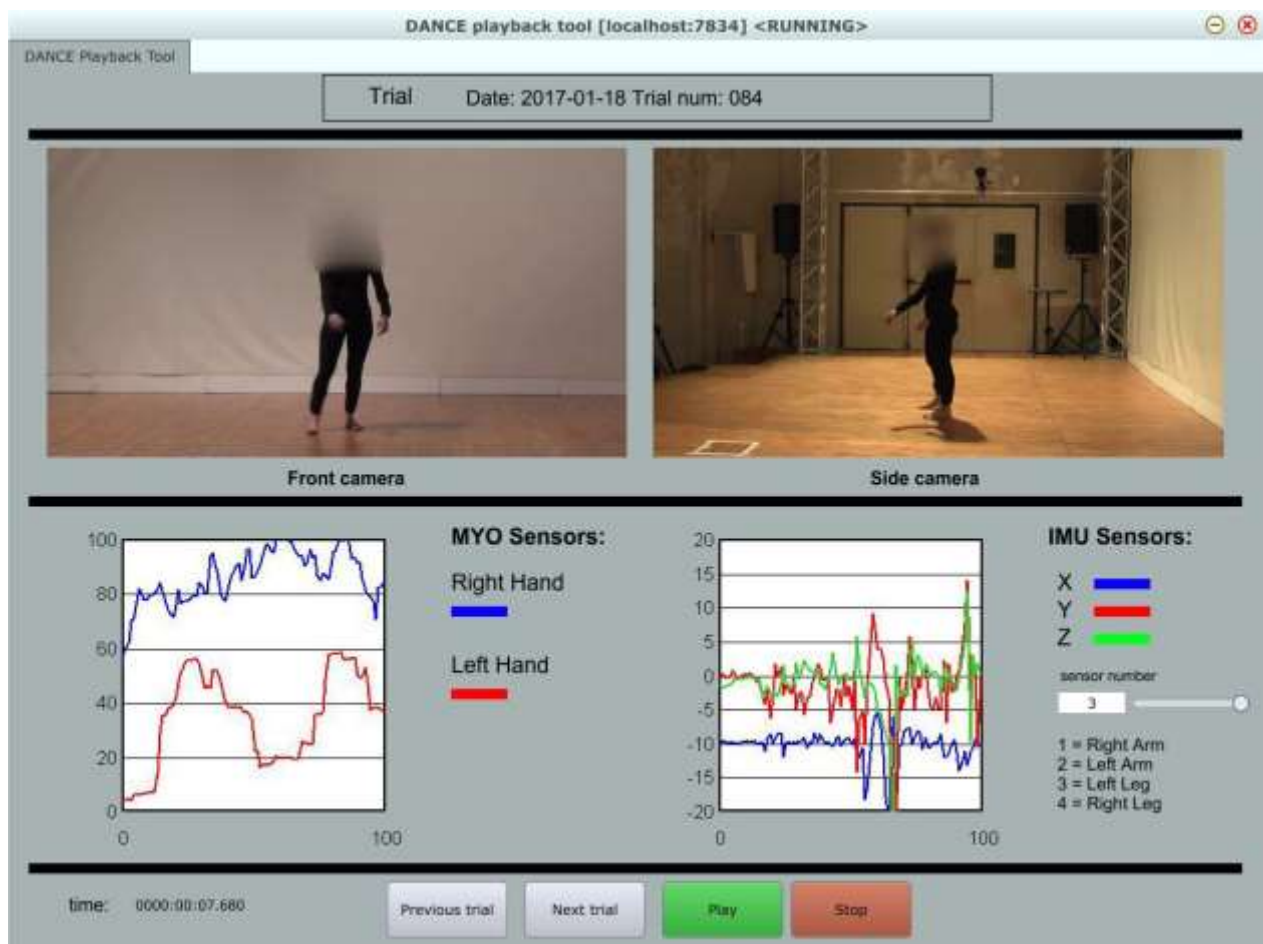 DANCE playback tool [localhost:7834] <RUNNING>
DANCE Playback Tool
Trial Date: 2017-01-18 Trial num: 084
Front camera
Side camera
100
80
60
40
20
0
0
100
MYO Sensors:
Right Hand
Left Hand
20
15
10
5
0
-5
-10
-15
-20
0
100
IMU Sensors:
X
Y
Z
sensor number
3
1 = Right Arm
2 = Left Arm
3 = Left Leg
4 = Right Leg
time: 0000:00:07.680
Previous trial
Next trial
Play
Stop